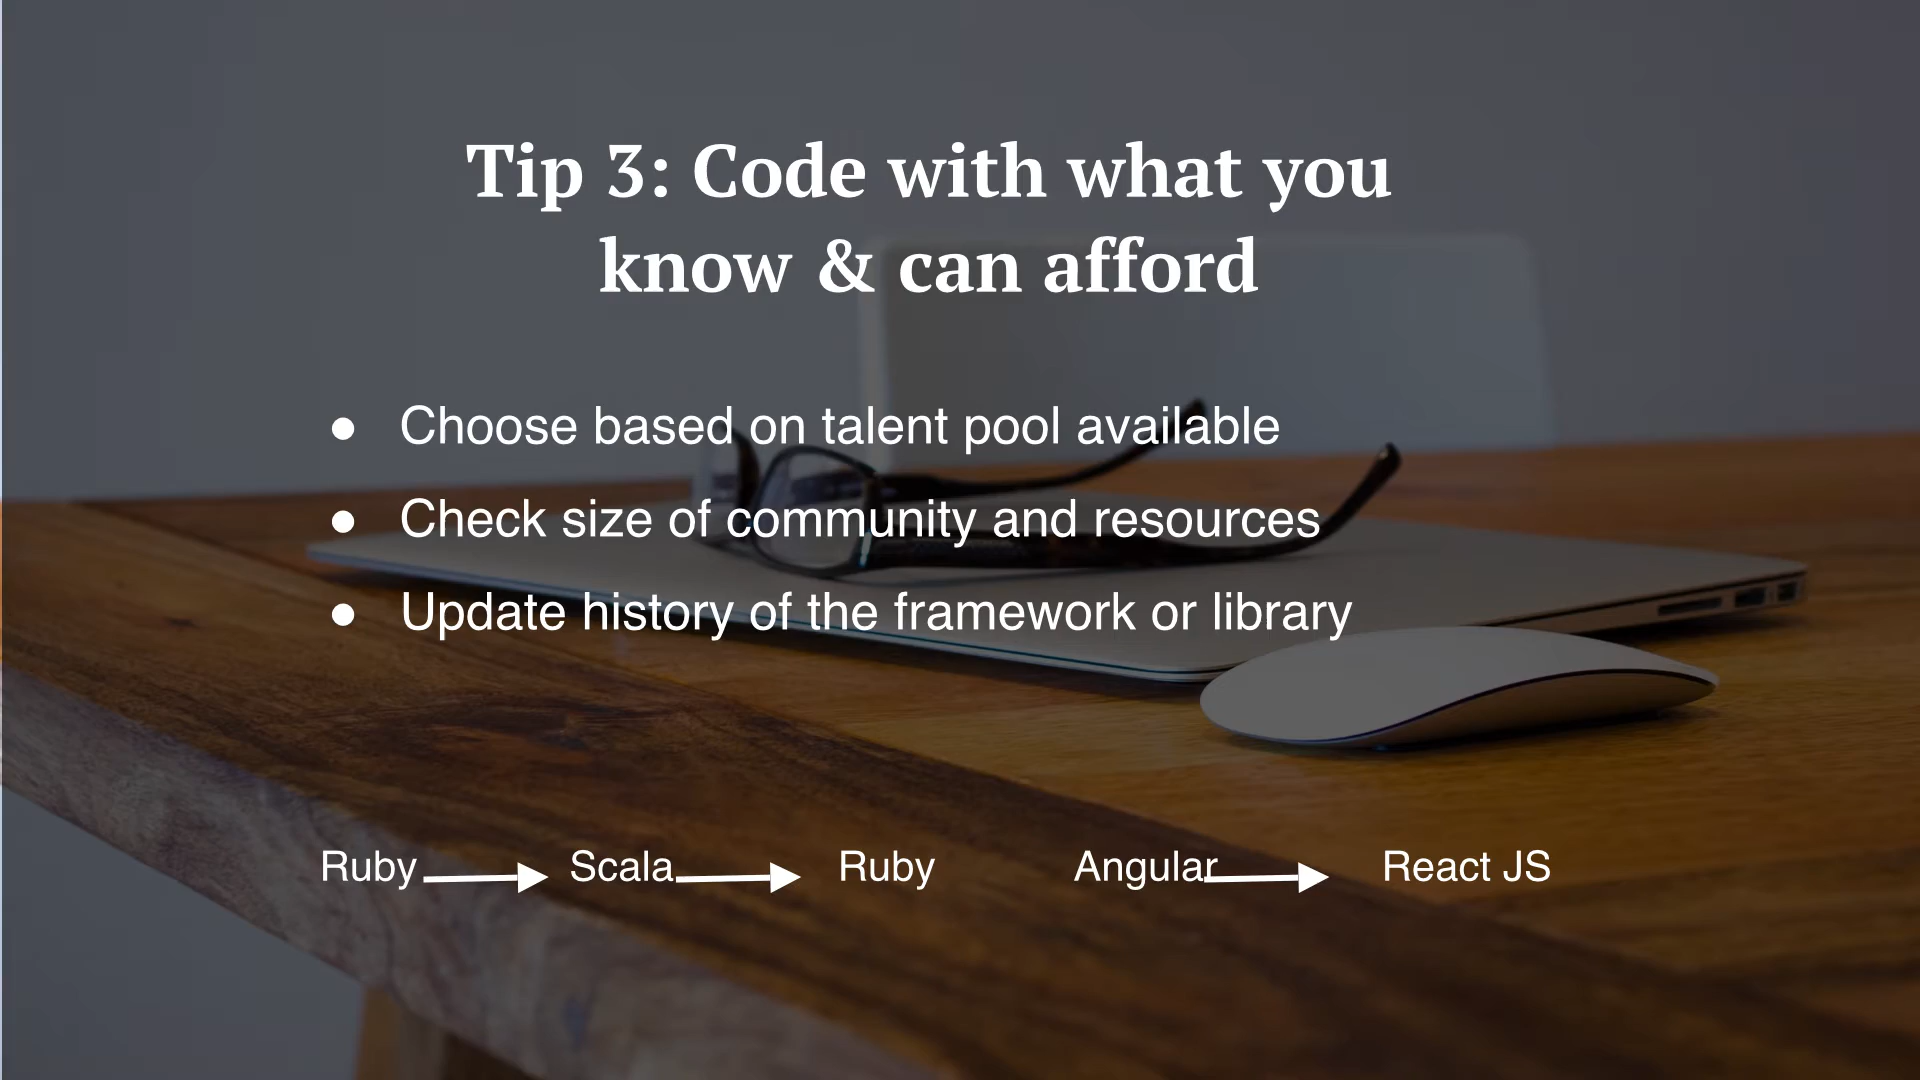 Tip 3: Code with what you
know & can afford
● Choose based on talent pool available
● Check size of community and resources
● Update history of the framework or library
Ruby Scala Ruby Angular React JS